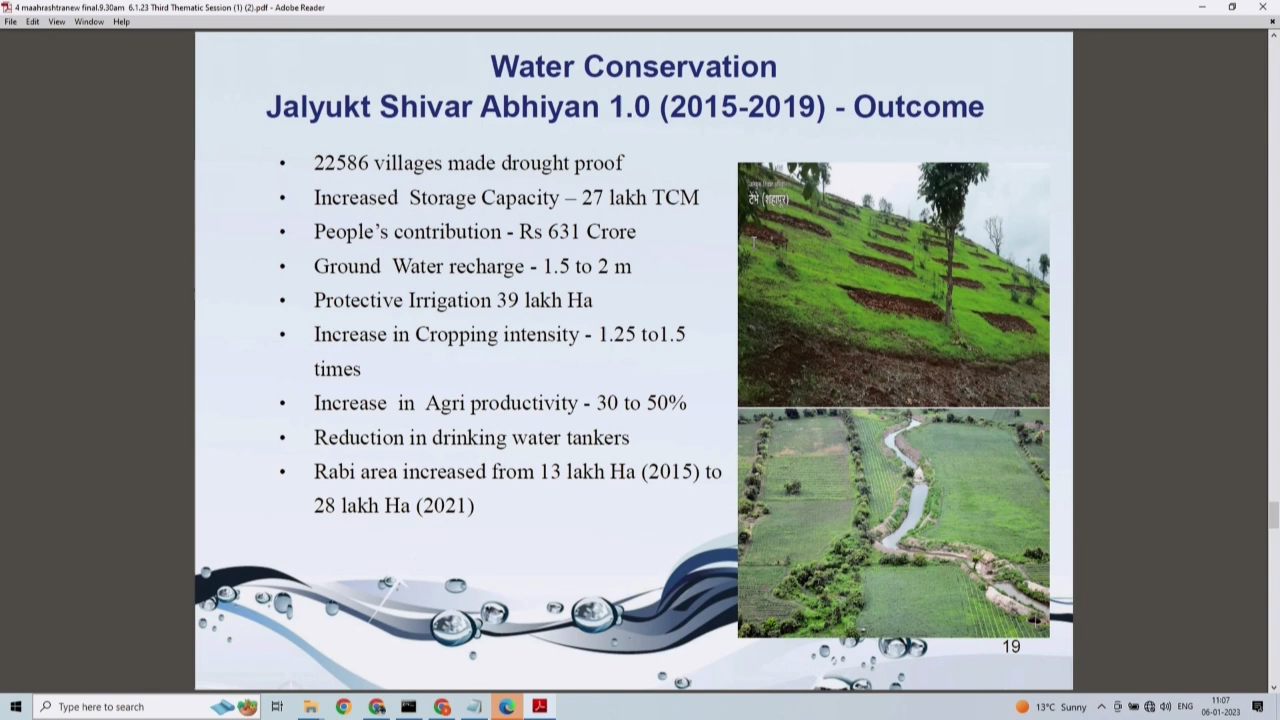 4 maahrashtranew final.9.30am 6.1.23 Third Thematic Session (1) (2).pdf - Adobe Reader
File Edit View Window Help
Water Conservation
Jalyukt Shivar Abhiyan 1.0 (2015-2019) - Outcome
• 22586 villages made drought proof
• Increased Storage Capacity – 27 lakh TCM
• People’s contribution - Rs 631 Crore
• Ground Water recharge - 1.5 to 2 m
• Protective Irrigation 39 lakh Ha
• Increase in Cropping intensity - 1.25 to1.5
times
• Increase in Agri productivity - 30 to 50%
• Reduction in drinking water tankers
• Rabi area increased from 13 lakh Ha (2015) to
28 lakh Ha (2021)
टेंभे (शहापूर)
19
Type here to search
13°C Sunny
ENG
11:07
06-01-2023